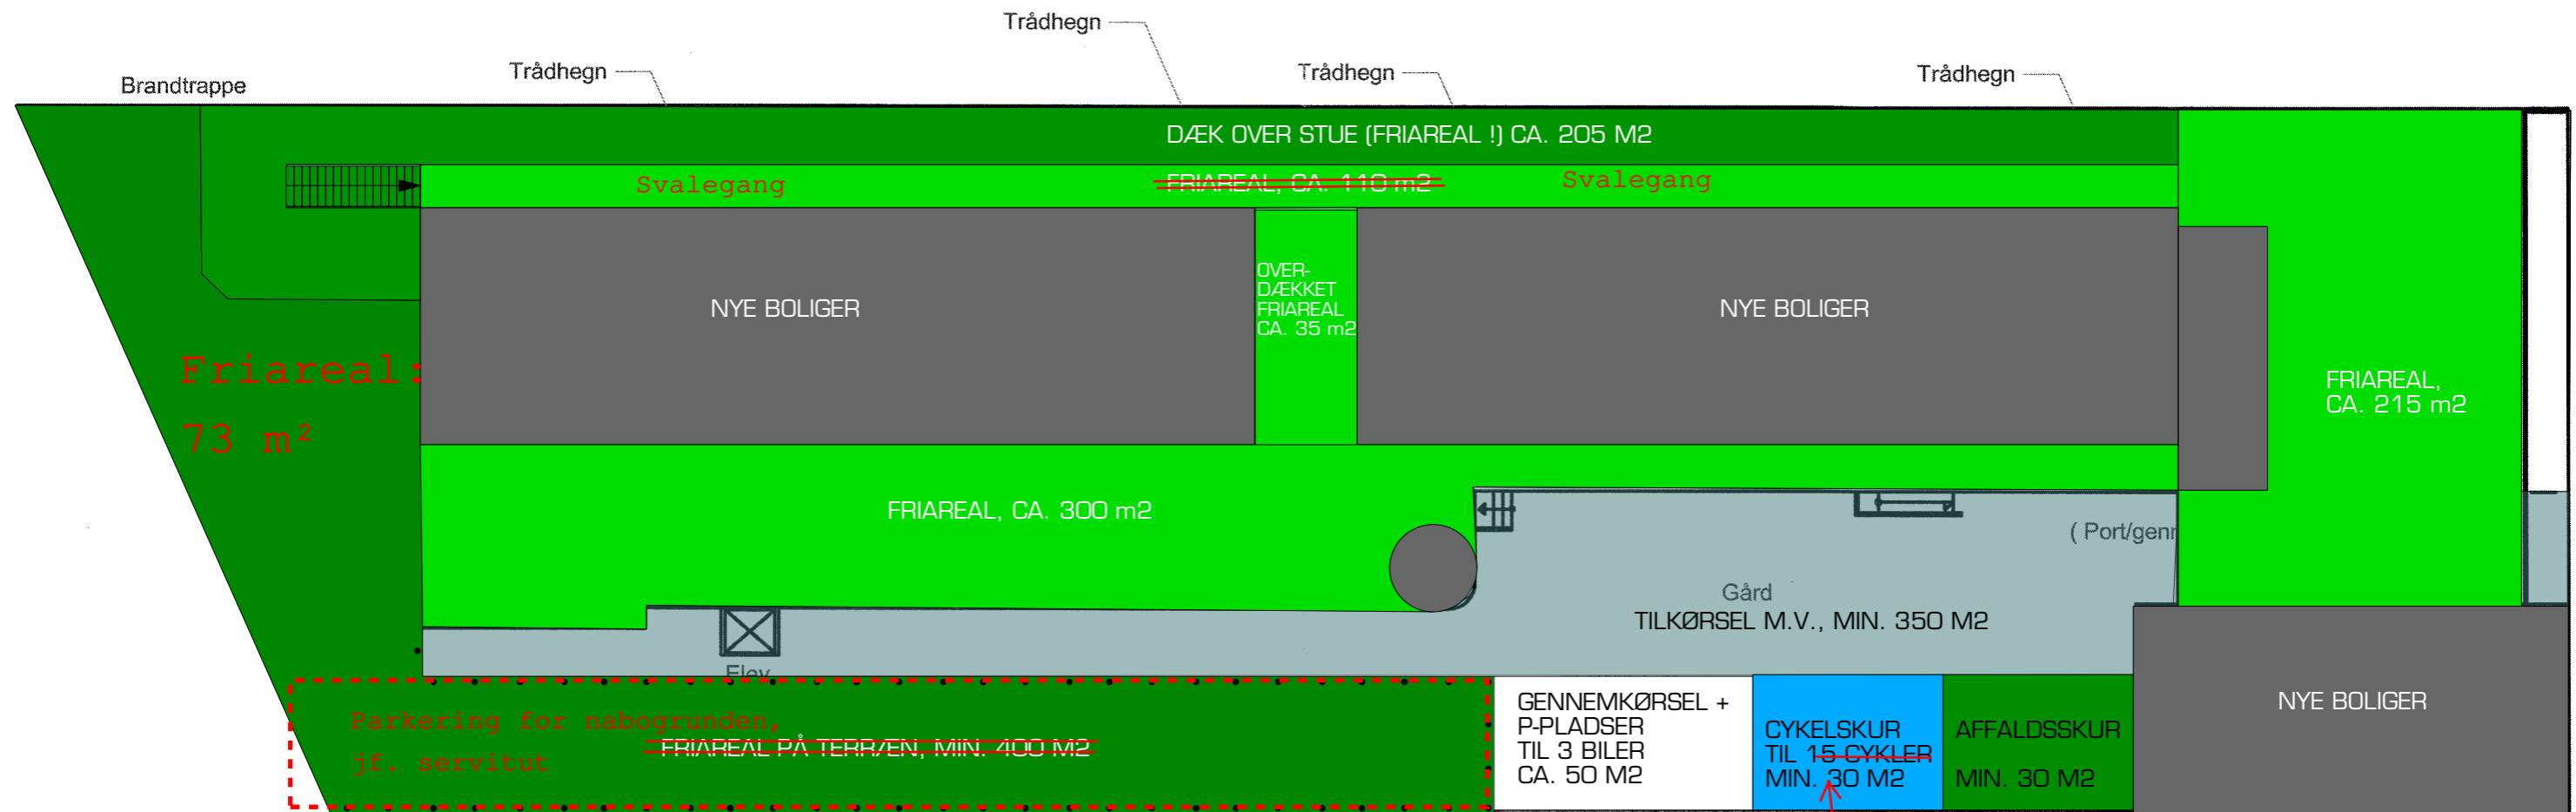 Trådhegn
Brandtrappe
Trådhegn
Trådhegn
Trådhegn
DÆK OVER STUE (FRIAREAL !) CA. 205 M2
Svalegang
FRIAREAL, CA. 110 m2
Svalegang
OVER-
DÆKKET
FRIAREAL
CA. 35 m2
NYE BOLIGER
NYE BOLIGER
Friareal:
73 m²
FRIAREAL,
CA. 215 m2
FRIAREAL, CA. 300 m2
( Port/genn
Gård
TILKØRSEL M.V., MIN. 350 M2
Elev
Parkering for nabogrunden,
jf. servitut
FRIAREAL PÅ TERRÆN, MIN. 400 M2
GENNEMKØRSEL +
P-PLADSER
TIL 3 BILER
CA. 50 M2
CYKELSKUR
TIL 15 CYKLER
MIN. 30 M2
AFFALDSSKUR
MIN. 30 M2
NYE BOLIGER